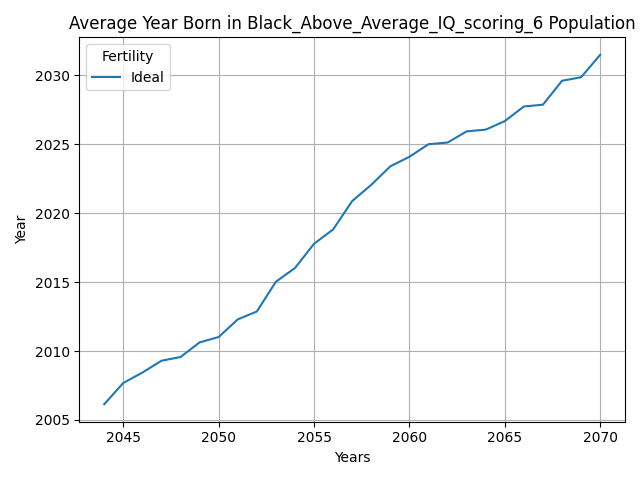 Average Year Born in Black_Above_Average_IQ_scoring_6 Population
Fertility
Ideal
Year
2030
2025
2020
2015
2010
2005
2045 2050 2055 2060 2065 2070
Years